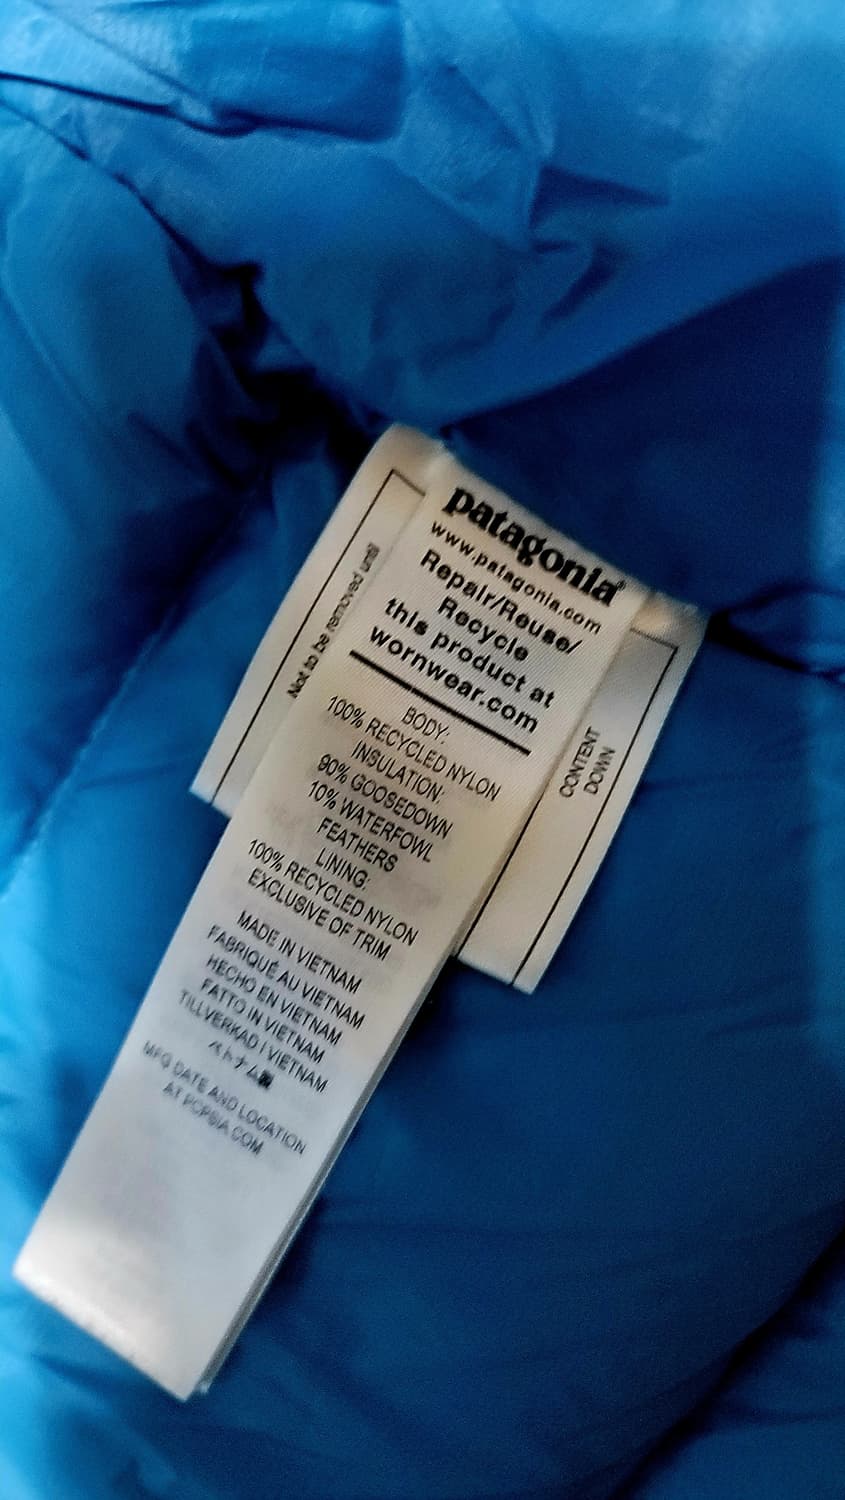 patagonia®
www.patagonia.com
Repair/Reuse/
Recycle
this product at
wornwear.com
BODY:
100% RECYCLED NYLON
INSULATION:
90% GOOSEDOWN
10% WATERFOWL
FEATHERS
LINING:
100% RECYCLED NYLON
EXCLUSIVE OF TRIM
MADE IN VIETNAM
FABRIQUÉ AU VIETNAM
HECHO EN VIETNAM
FATTO IN VIETNAM
TILLVERKAD I VIETNAM
ベトナム製
MFG DATE AND LOCATION
AT PCPSIA.COM
Not to be removed until
CONTENT
DOWN